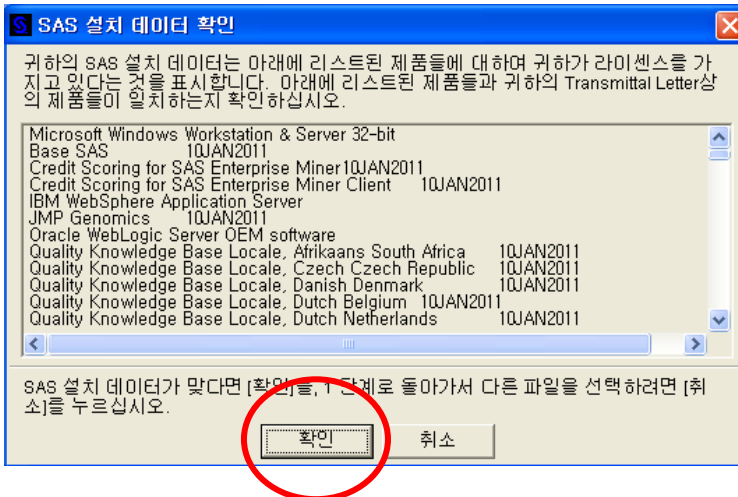 SAS 설치 데이터 확인
귀하의 SAS 설치 데이터는 아래에 리스트된 제품들에 대하여 귀하가 라이센스를 가
지고 있다는 것을 표시합니다. 아래에 리스트된 제품들과 귀하의 Transmittal Letter상
의 제품들이 일치하는지 확인하십시오.
Microsoft Windows Workstation & Server 32-bit
Base SAS 10JAN2011
Credit Scoring for SAS Enterprise Miner10JAN2011
Credit Scoring for SAS Enterprise Miner Client 10JAN2011
IBM WebSphere Application Server
JMP Genomics 10JAN2011
Oracle WebLogic Server OEM software
Quality Knowledge Base Locale, Afrikaans South Africa 10JAN2011
Quality Knowledge Base Locale, Czech Czech Republic 10JAN2011
Quality Knowledge Base Locale, Danish Denmark 10JAN2011
Quality Knowledge Base Locale, Dutch Belgium 10JAN2011
Quality Knowledge Base Locale, Dutch Netherlands 10JAN2011
SAS 설치 데이터가 맞다면 [확인]을, 1 단계로 돌아가서 다른 파일을 선택하려면 [취
소]를 누르십시오.
확인 취소